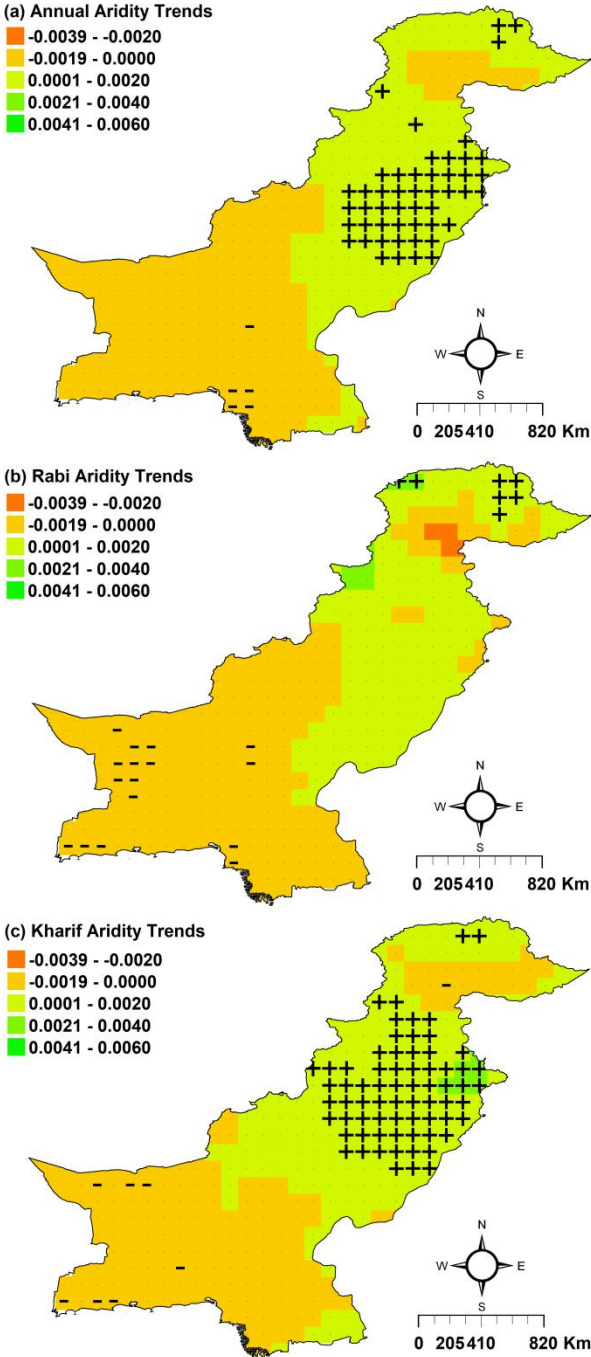 (a) Annual Aridity Trends
-0.0039 - -0.0020
-0.0019 - 0.0000
0.0001 - 0.0020
0.0021 - 0.0040
0.0041 - 0.0060
N
W E
S
0 205410 820 Km
(b) Rabi Aridity Trends
-0.0039 - -0.0020
-0.0019 - 0.0000
0.0001 - 0.0020
0.0021 - 0.0040
0.0041 - 0.0060
N
W E
S
0 205410 820 Km
(c) Kharif Aridity Trends
-0.0039 - -0.0020
-0.0019 - 0.0000
0.0001 - 0.0020
0.0021 - 0.0040
0.0041 - 0.0060
N
W E
S
0 205410 820 Km